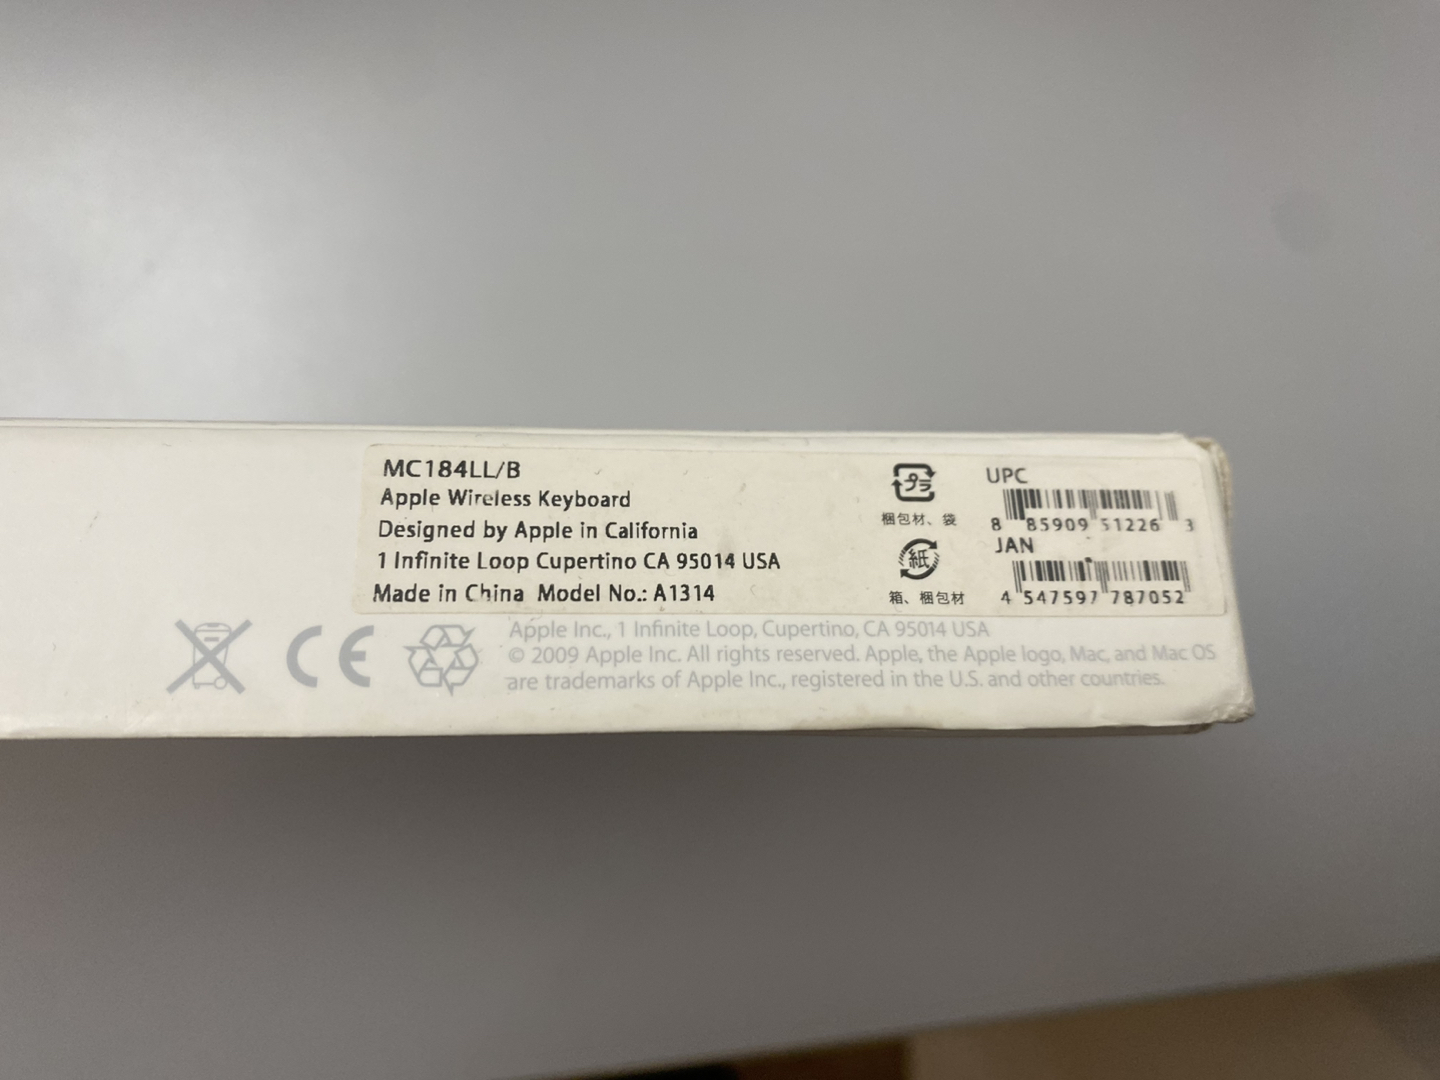 MC184LL/B
Apple Wireless Keyboard
Designed by Apple in California
1 Infinite Loop Cupertino CA 95014 USA
Made in China Model No.: A1314
プラ
梱包材、袋
紙
箱、梱包材
UPC
8 85909 51226 3
JAN
4 547597 787052
CE
Apple Inc., 1 Infinite Loop, Cupertino, CA 95014 USA
© 2009 Apple Inc. All rights reserved. Apple, the Apple logo, Mac, and Mac OS
are trademarks of Apple Inc., registered in the U.S. and other countries.